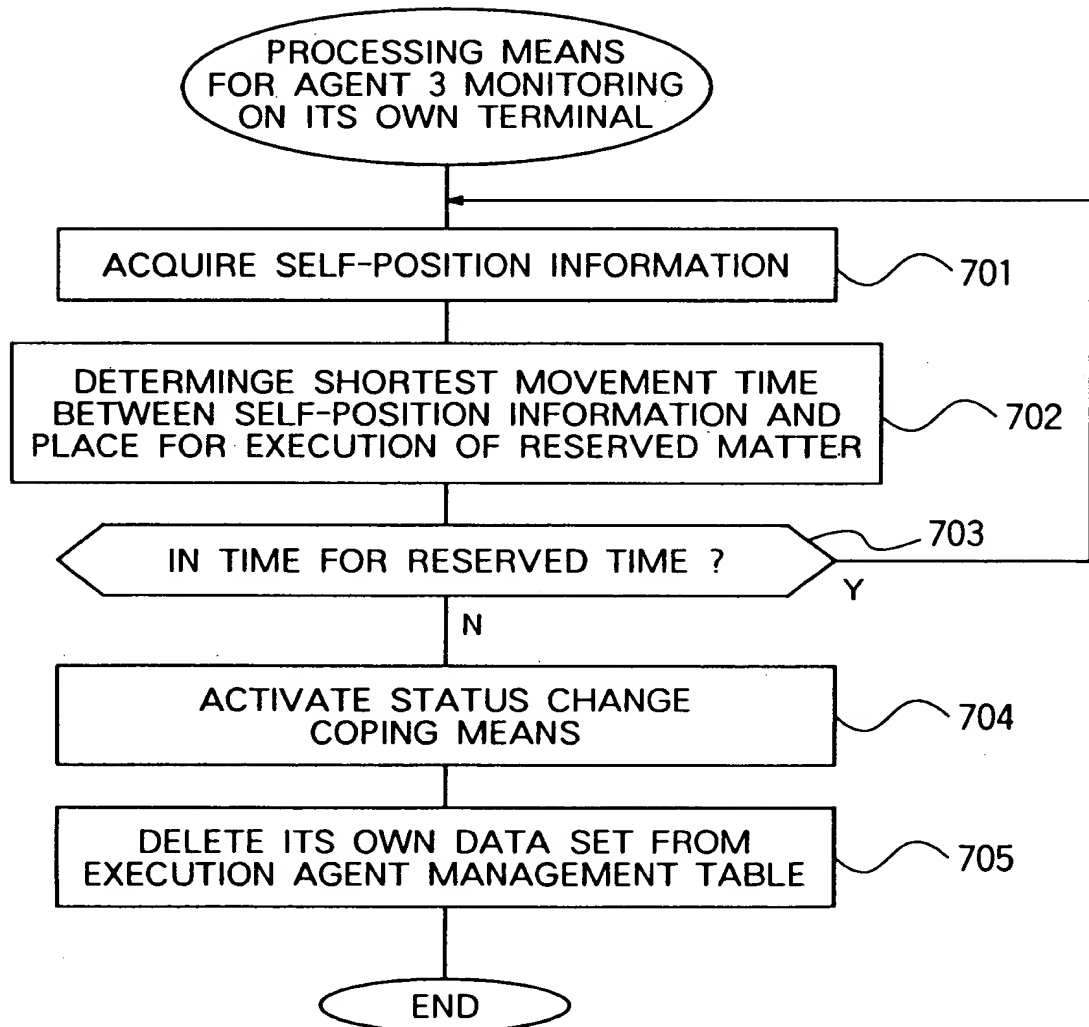 PROCESSING MEANS
FOR AGENT 3 MONITORING
ON ITS OWN TERMINAL
ACQUIRE SELF-POSITION INFORMATION
701
DETERMINGE SHORTEST MOVEMENT TIME
BETWEEN SELF-POSITION INFORMATION AND
PLACE FOR EXECUTION OF RESERVED MATTER
702
IN TIME FOR RESERVED TIME ?
703
Y
N
ACTIVATE STATUS CHANGE
COPING MEANS
704
DELETE ITS OWN DATA SET FROM
EXECUTION AGENT MANAGEMENT TABLE
705
END